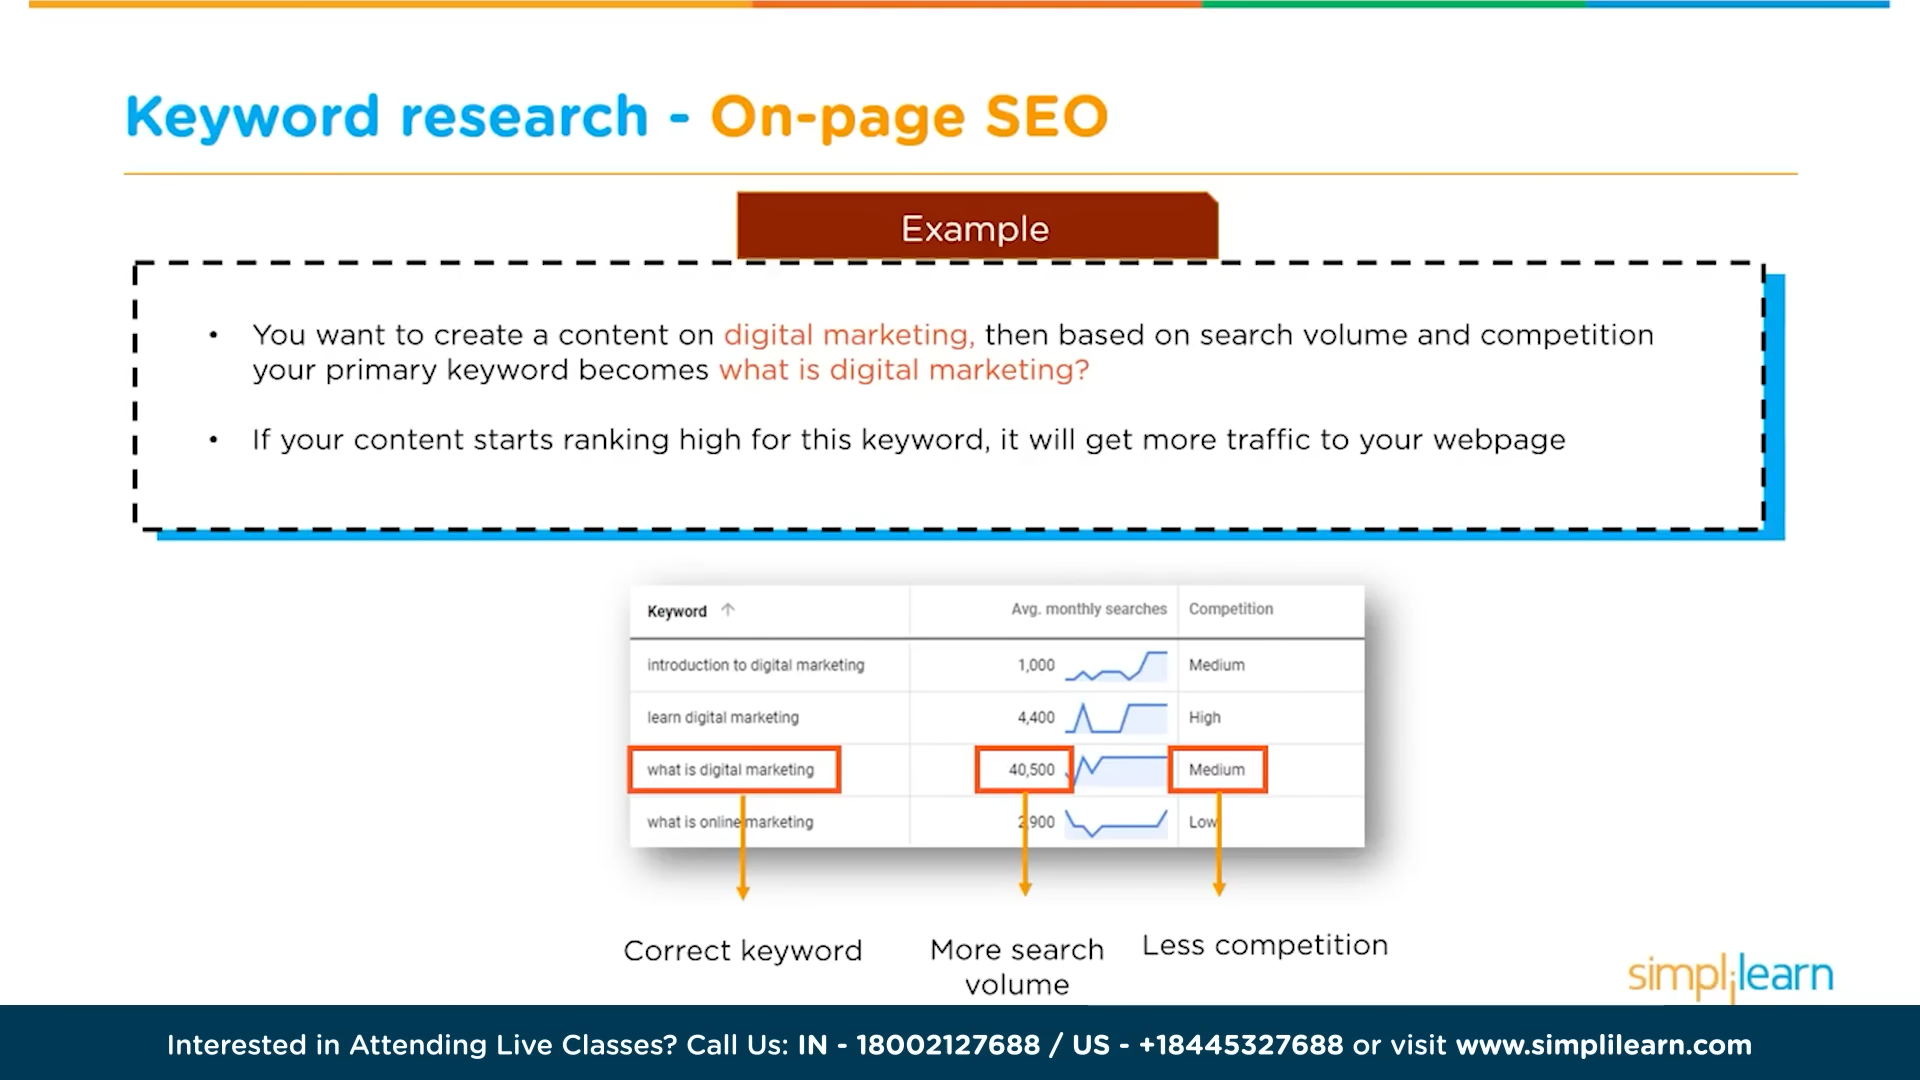 Keyword research - On-page SEO
Example
• You want to create a content on digital marketing, then based on search volume and competition
your primary keyword becomes what is digital marketing?
• If your content starts ranking high for this keyword, it will get more traffic to your webpage
Keyword ↑ Avg. monthly searches Competition
introduction to digital marketing 1,000 Medium
learn digital marketing 4,400 High
what is digital marketing 40,500 Medium
what is online marketing 2,900 Low
Correct keyword
More search
volume
Less competition
simplilearn
Interested in Attending Live Classes? Call Us: IN - 18002127688 / US - +18445327688 or visit www.simplilearn.com